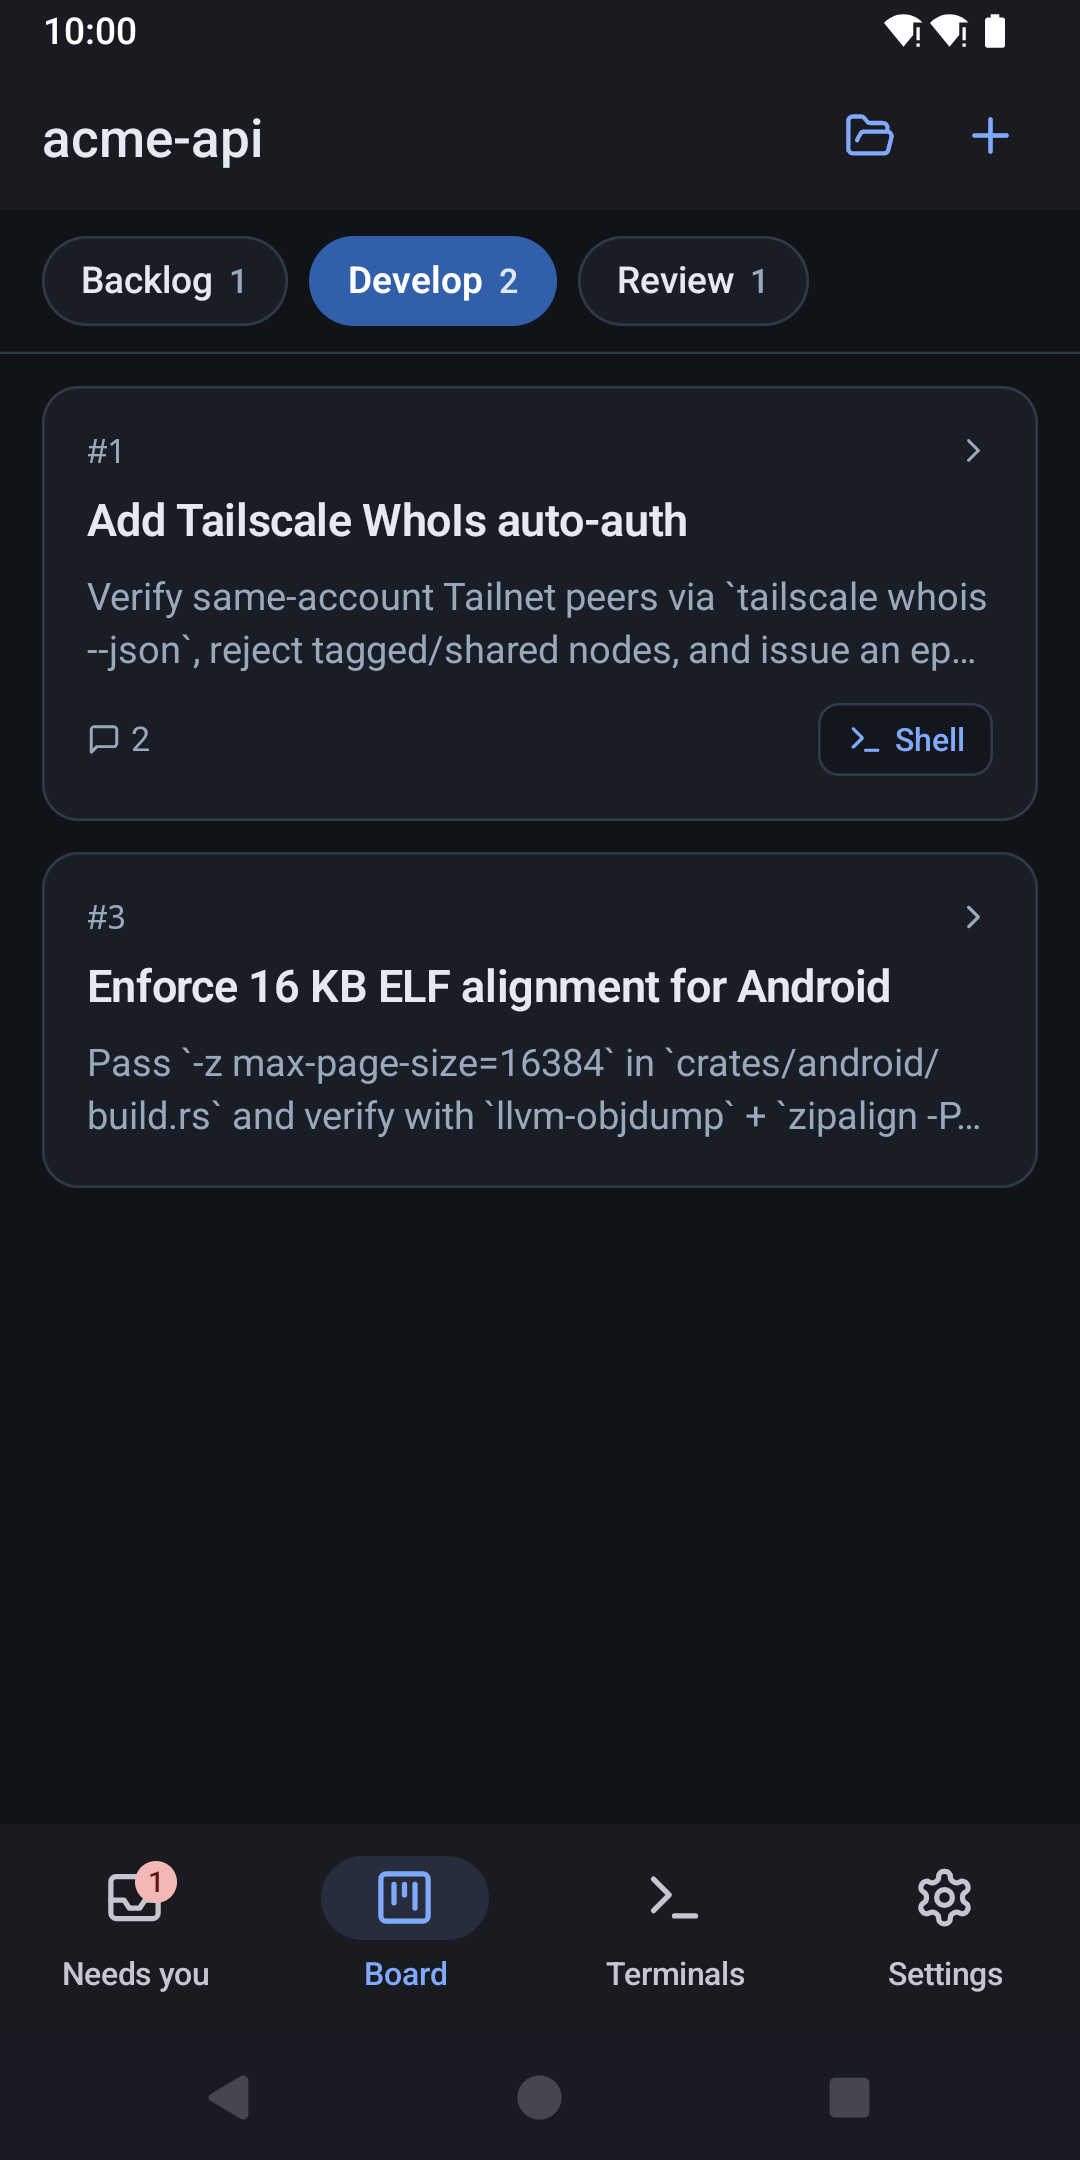 10:00
acme-api
Backlog 1
Develop 2
Review 1
#1
Add Tailscale WhoIs auto-auth
Verify same-account Tailnet peers via `tailscale whois
--json`, reject tagged/shared nodes, and issue an ep…
2
Shell
#3
Enforce 16 KB ELF alignment for Android
Pass `-z max-page-size=16384` in `crates/android/
build.rs` and verify with `llvm-objdump` + `zipalign -P…
1
Needs you
Board
Terminals
Settings